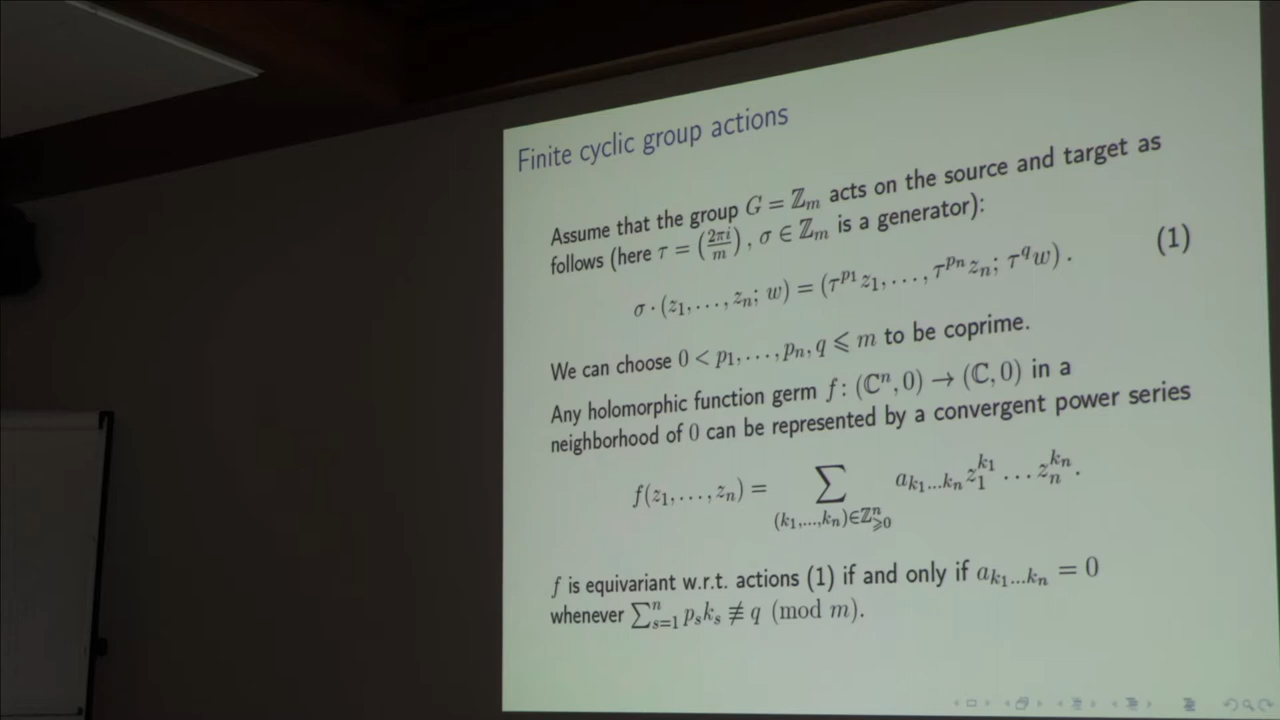 Finite cyclic group actions
Assume that the group G = ℤ_m acts on the source and target as
follows (here τ = (2πi/m), σ ∈ ℤ_m is a generator):
σ · (z_1, . . . , z_n; w) = (τ^{p_1} z_1, . . . , τ^{p_n} z_n; τ^q w) . (1)
We can choose 0 < p_1, . . . , p_n, q ⩽ m to be coprime.
Any holomorphic function germ f : (ℂ^n, 0) → (ℂ, 0) in a
neighborhood of 0 can be represented by a convergent power series
f(z_1, . . . , z_n) = ∑_{(k_1,...,k_n)∈ℤ^n_{⩾0}} a_{k_1...k_n} z_1^{k_1} . . . z_n^{k_n} .
f is equivariant w.r.t. actions (1) if and only if a_{k_1...k_n} = 0
whenever ∑_{s=1}^n p_s k_s ≢ q (mod m).